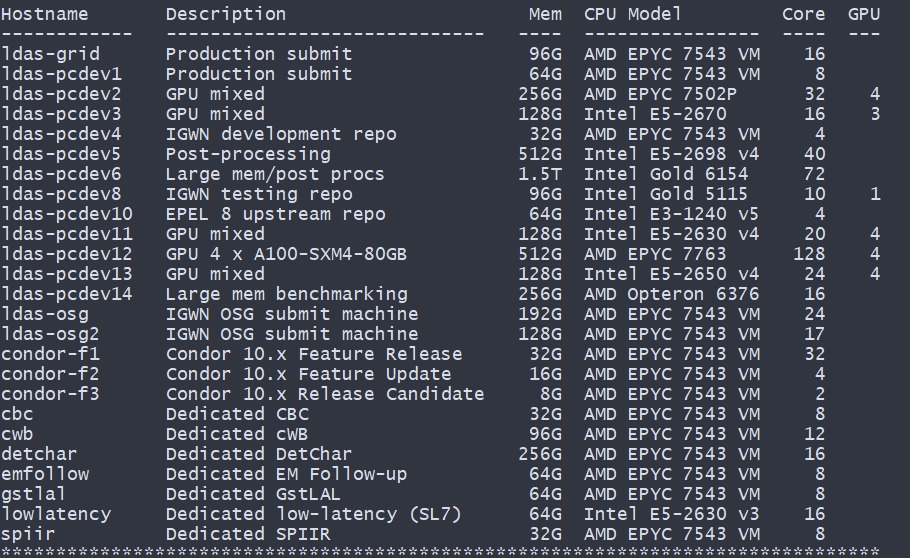 Hostname       Description                     Mem  CPU Model         Core  GPU
------------   -----------------------------  ----  ----------------  ----  ---
ldas-grid      Production submit               96G  AMD EPYC 7543 VM    16
ldas-pcdev1    Production submit               64G  AMD EPYC 7543 VM     8
ldas-pcdev2    GPU mixed                      256G  AMD EPYC 7502P      32    4
ldas-pcdev3    GPU mixed                      128G  Intel E5-2670       16    3
ldas-pcdev4    IGWN development repo           32G  AMD EPYC 7543 VM     4
ldas-pcdev5    Post-processing                512G  Intel E5-2698 v4    40
ldas-pcdev6    Large mem/post procs           1.5T  Intel Gold 6154     72
ldas-pcdev8    IGWN testing repo               96G  Intel Gold 5115     10    1
ldas-pcdev10   EPEL 8 upstream repo            64G  Intel E3-1240 v5     4
ldas-pcdev11   GPU mixed                      128G  Intel E5-2630 v4    20    4
ldas-pcdev12   GPU 4 x A100-SXM4-80GB         512G  AMD EPYC 7763      128    4
ldas-pcdev13   GPU mixed                      128G  Intel E5-2650 v4    24    4
ldas-pcdev14   Large mem benchmarking         256G  AMD Opteron 6376    16
ldas-osg       IGWN OSG submit machine        192G  AMD EPYC 7543 VM    24
ldas-osg2      IGWN OSG submit machine        128G  AMD EPYC 7543 VM    17
condor-f1      Condor 10.x Feature Release     32G  AMD EPYC 7543 VM    32
condor-f2      Condor 10.x Feature Update      16G  AMD EPYC 7543 VM     4
condor-f3      Condor 10.x Release Candidate    8G  AMD EPYC 7543 VM     2
cbc            Dedicated CBC                   32G  AMD EPYC 7543 VM     8
cwb            Dedicated cWB                   96G  AMD EPYC 7543 VM    12
detchar        Dedicated DetChar              256G  AMD EPYC 7543 VM    16
emfollow       Dedicated EM Follow-up          64G  AMD EPYC 7543 VM     8
gstlal         Dedicated GstLAL                64G  AMD EPYC 7543 VM     8
lowlatency     Dedicated low-latency (SL7)     64G  Intel E5-2630 v3    16
spiir          Dedicated SPIIR                 32G  AMD EPYC 7543 VM     8
********************************************************************************